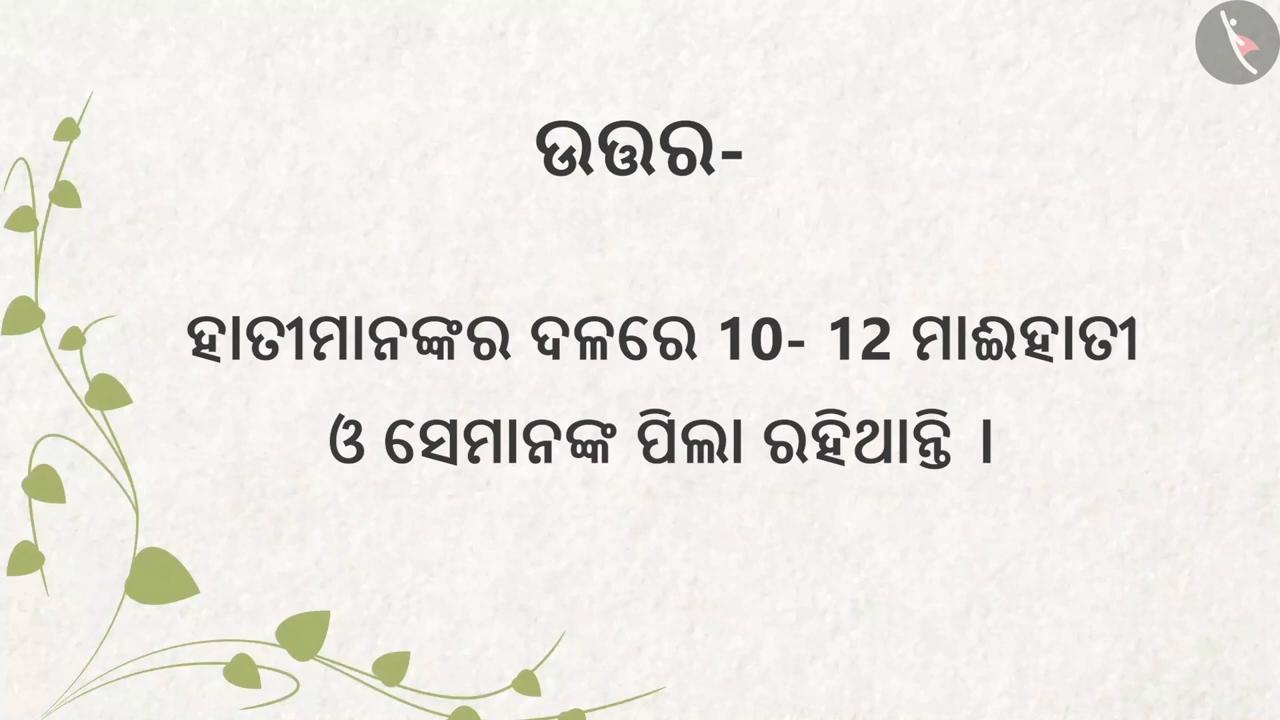 ଉତ୍ତର-
ହାତୀମାନଙ୍କର ଦଳରେ 10- 12 ମାଈହାତୀ
ଓ ସେମାନଙ୍କ ପିଲା ରହିଥାନ୍ତି ।